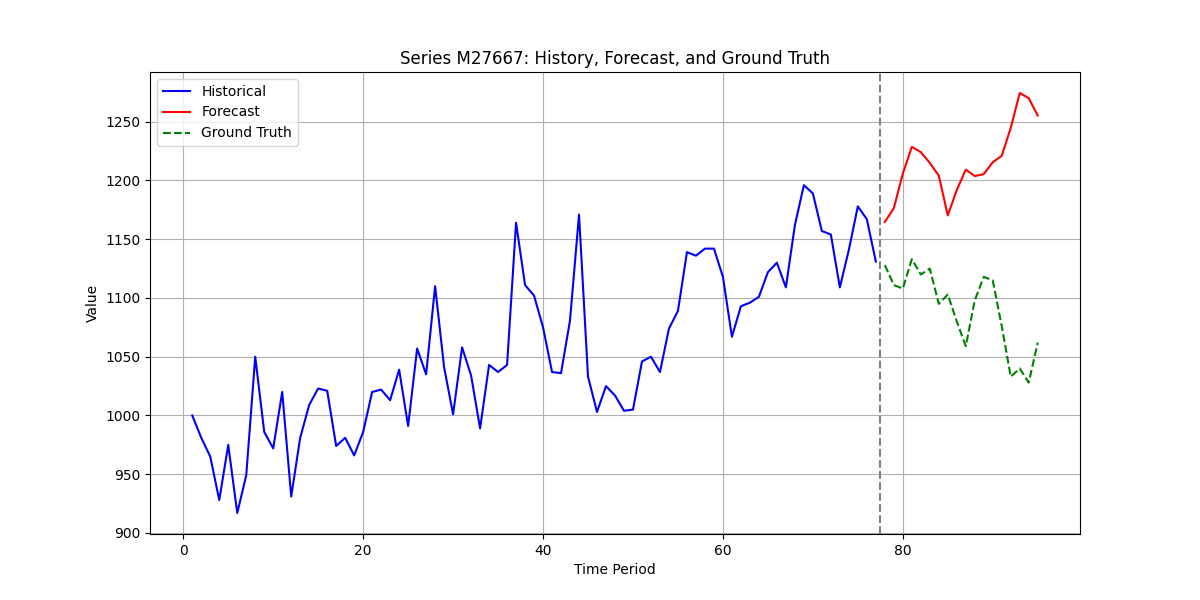 Series M27667: History, Forecast, and Ground Truth
Historical
Forecast
Ground Truth
1250
1200
1150
1100
1050
1000
950
900
Value
0 20 40 60 80
Time Period